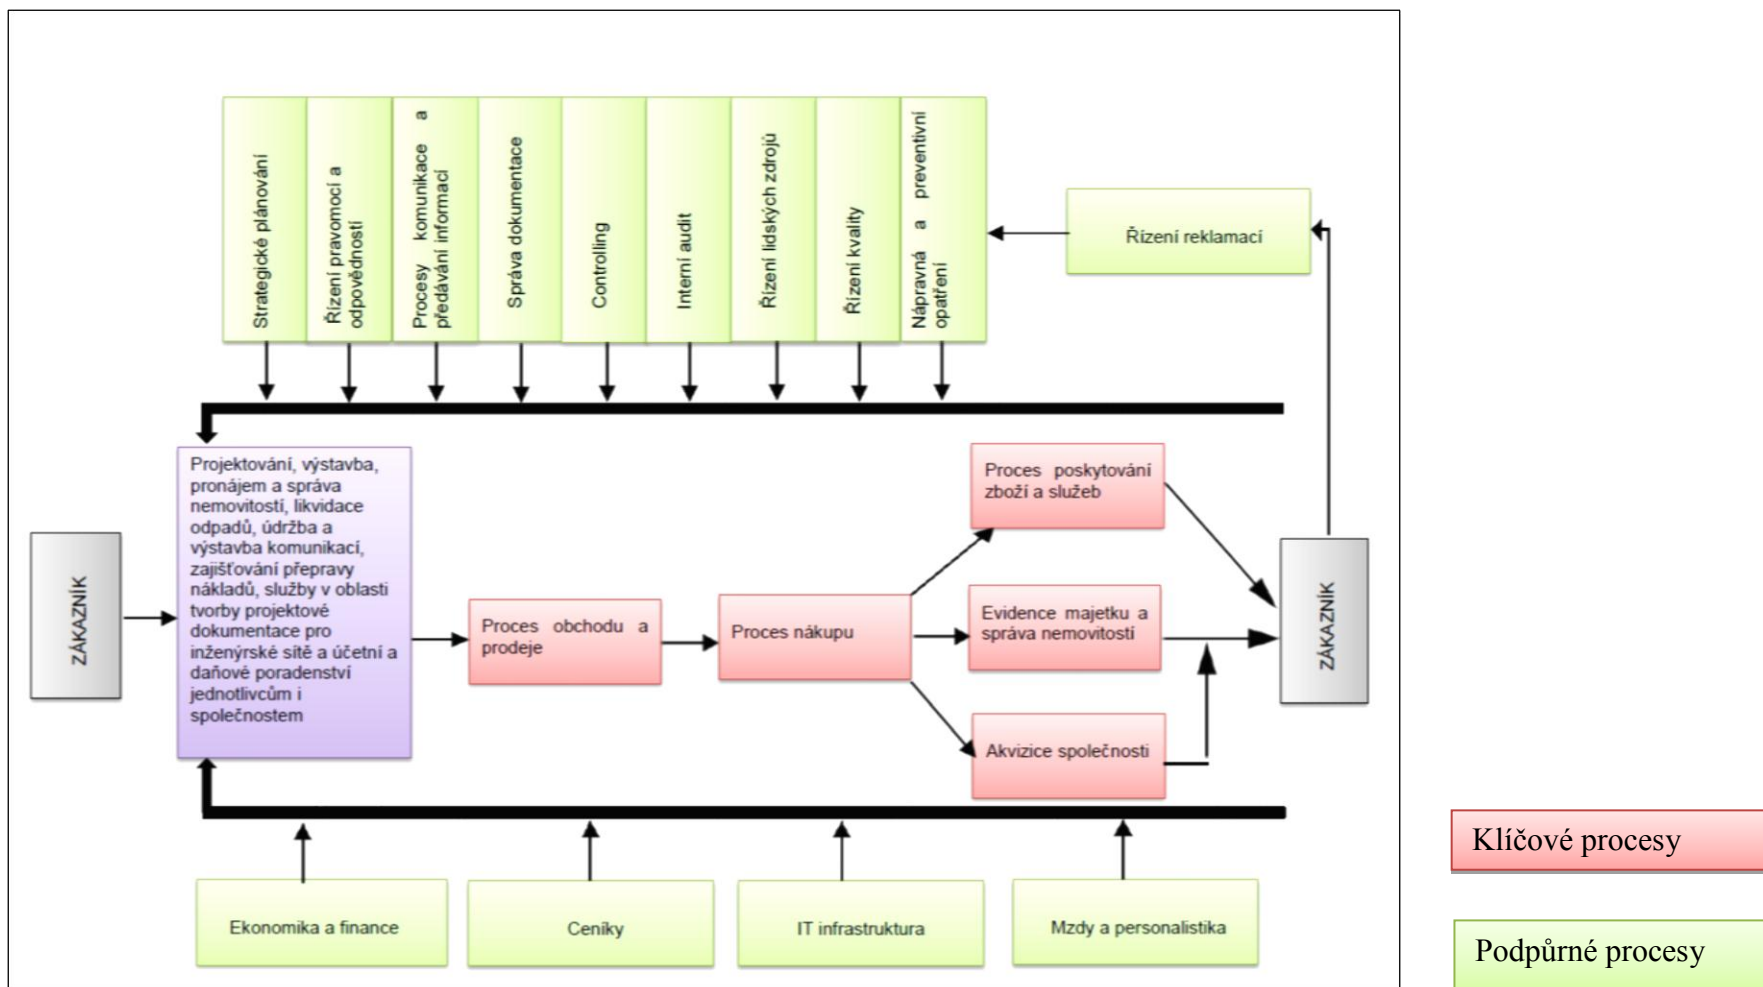 Strategické plánování
Řízení pravomocí a
odpovědností
Procesy komunikace a
předávání informací
Správa dokumentace
Controlling
Interní audit
Řízení lidských zdrojů
Řízení kvality
Nápravná a preventivní
opatření
Řízení reklamací
ZÁKAZNÍK
Projektování, výstavba,
pronájem a správa
nemovitostí, likvidace
odpadů, údržba a
výstavba komunikací,
zajišťování přepravy
nákladů, služby v oblasti
tvorby projektové
dokumentace pro
inženýrské sítě a účetní a
daňové poradenství
jednotlivcům i
společnostem
Proces obchodu a
prodeje
Proces nákupu
Proces poskytování
zboží a služeb
Evidence majetku a
správa nemovitostí
Akvizice společnosti
ZÁKAZNÍK
Ekonomika a finance
Ceníky
IT infrastruktura
Mzdy a personalistika
Klíčové procesy
Podpůrné procesy